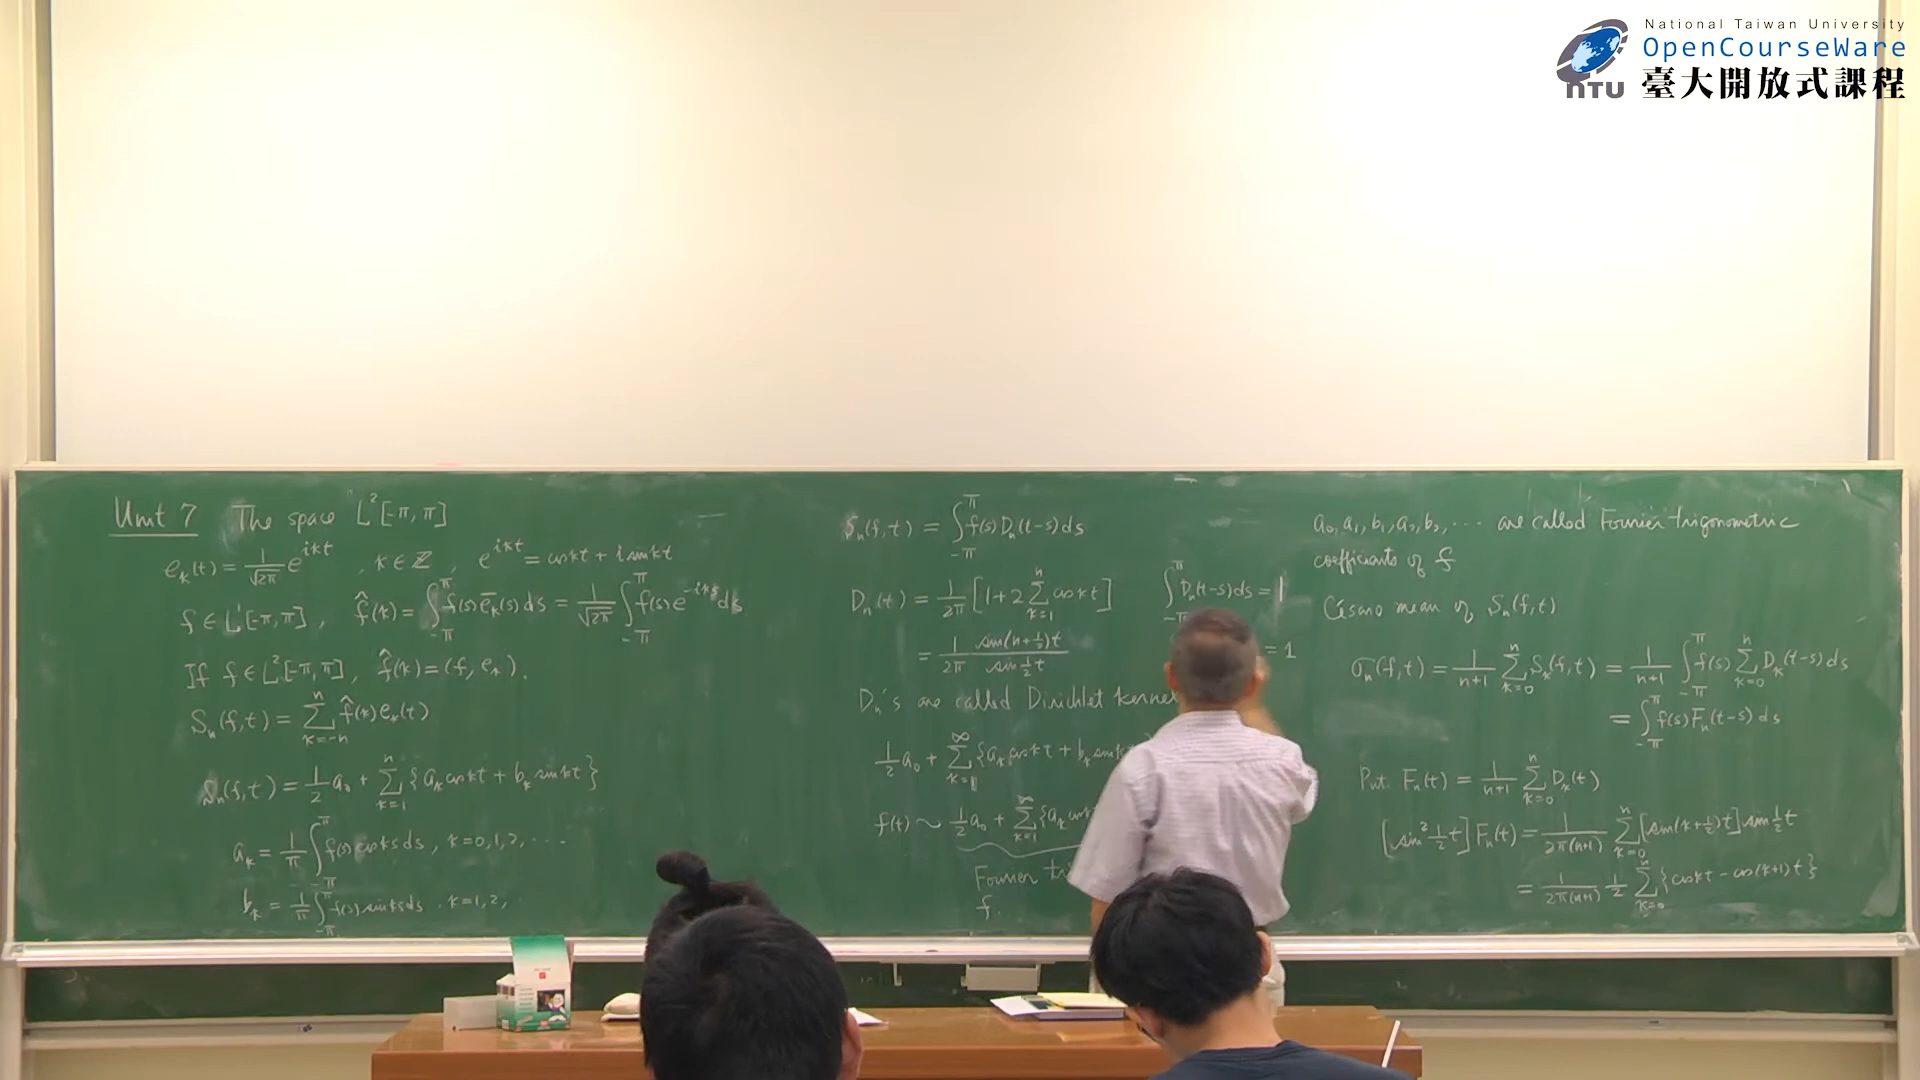 National Taiwan University
OpenCourseWare
臺大開放式課程
NTU
Unit 7 The space L²[-π, π]
e_k(t) = 1/√2π e^{ikt}, k∈ℤ, e^{ikt} = cos kt + i sin kt
f ∈ L¹[-π, π], f̂(k) = ∫_{-π}^{π} f(s) ē_k(s) ds = 1/√2π ∫_{-π}^{π} f(s) e^{-iks} ds
If f ∈ L²[-π, π], f̂(k) = (f, e_k).
S_n(f,t) = Σ_{k=-n}^{n} f̂(k) e_k(t)
S_n(f,t) = 1/2 a_0 + Σ_{k=1}^{n} {a_k cos kt + b_k sin kt}
a_k = 1/π ∫_{-π}^{π} f(s) cos ks ds, k=0,1,2,...
b_k = 1/π ∫_{-π}^{π} f(s) sin ks ds, k=1,2,
S_n(f,t) = ∫_{-π}^{π} f(s) D_n(t-s) ds
D_n(t) = 1/2π [1+2 Σ_{k=1}^{n} cos kt]
= 1/2π sin(n+1/2)t / sin 1/2 t
∫_{-π}^{π} D_n(t-s) ds = 1
= 1
D_n's are called Dirichlet kernel
1/2 a_0 + Σ_{k=1}^{∞} {a_k cos kt + b_k sin k
f(t) ~ 1/2 a_0 + Σ_{k=1}^{∞} {a_k
Fourier
f.
a_0, a_1, b_1, a_2, b_2, ... are called Fourier trigonometric
coefficients of f
Césaro mean of S_n(f,t)
σ_n(f,t) = 1/n+1 Σ_{k=0}^{n} S_k(f,t) = 1/n+1 ∫_{-π}^{π} f(s) Σ_{k=0}^{n} D_k(t-s) ds
= ∫_{-π}^{π} f(s) F_n(t-s) ds
Put F_n(t) = 1/n+1 Σ_{k=0}^{n} D_k(t)
[sin² 1/2 t] F_n(t) = 1/2π(n+1) Σ_{k=0}^{n} [sin(k+1/2)t] sin 1/2 t
= 1/2π(n+1) 1/2 Σ_{k=0}^{n} {cos kt - cos(k+1)t}